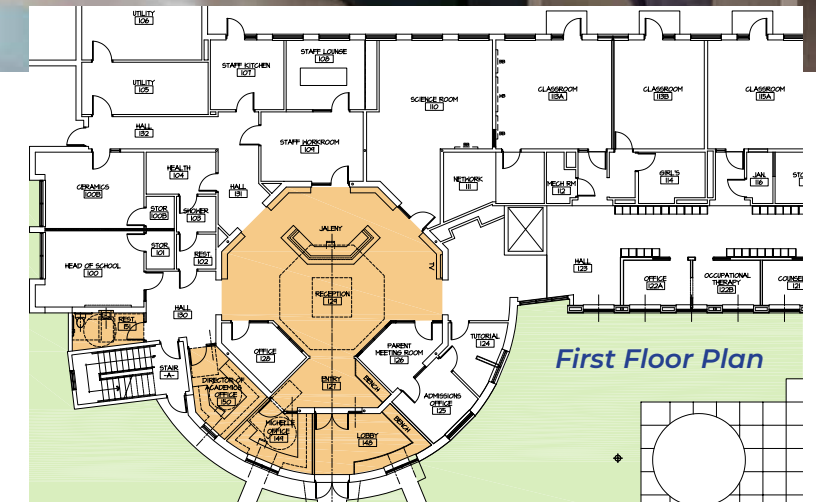 UTILITY
106
UTILITY
105
HALL
132
STAFF KITCHEN
107
STAFF LOUNGE
108
STAFF WORKROOM
109
SCIENCE ROOM
110
CLASSROOM
113A
CLASSROOM
113B
CLASSROOM
115A
CERAMICS
100B
HEALTH
104
HALL
131
STOR
100B
SHOWER
103
NETWORK
111
MECH RM
112
GIRL'S
114
JAN.
116
HEAD OF SCHOOL
100
STOR
101
REST
102
JALENY
TV
RECEPTION
129
HALL
123
OFFICE
122A
OCCUPATIONAL
THERAPY
122B
121
HALL
130
REST.
151
OFFICE
128
PARENT
MEETING ROOM
126
TUTORIAL
124
STAIR
-A-
DIRECTOR OF
ACADEMICS
OFFICE
150
ENTRY
127
BENCH
ADMISSIONS
OFFICE
125
MICHELLE
OFFICE
149
LOBBY
148
BENCH
First Floor Plan